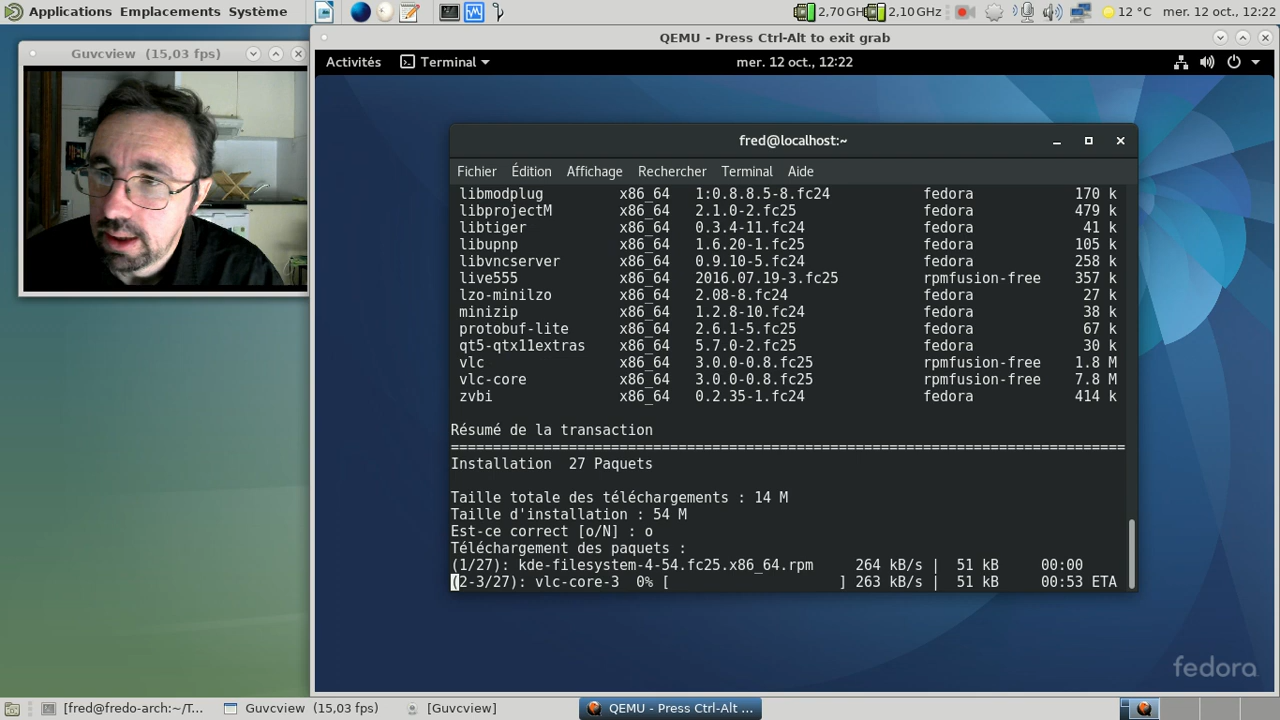 Applications Emplacements Système
2,70 GH 2,10 GHz
12 °C
mer. 12 oct., 12:22
Guvcview (15,03 fps)
QEMU - Press Ctrl-Alt to exit grab
Activités
Terminal
mer. 12 oct., 12:22
fred@localhost:~
Fichier Édition Affichage Rechercher Terminal Aide
libmodplug x86_64 1:0.8.8.5-8.fc24 fedora 170 k
libprojectM x86_64 2.1.0-2.fc25 fedora 479 k
libtiger x86_64 0.3.4-11.fc24 fedora 41 k
libupnp x86_64 1.6.20-1.fc25 fedora 105 k
libvncserver x86_64 0.9.10-5.fc24 fedora 258 k
live555 x86_64 2016.07.19-3.fc25 rpmfusion-free 357 k
lzo-minilzo x86_64 2.08-8.fc24 fedora 27 k
minizip x86_64 1.2.8-10.fc24 fedora 38 k
protobuf-lite x86_64 2.6.1-5.fc25 fedora 67 k
qt5-qtx11extras x86_64 5.7.0-2.fc25 fedora 30 k
vlc x86_64 3.0.0-0.8.fc25 rpmfusion-free 1.8 M
vlc-core x86_64 3.0.0-0.8.fc25 rpmfusion-free 7.8 M
zvbi x86_64 0.2.35-1.fc24 fedora 414 k
Résumé de la transaction
================================================================================
Installation 27 Paquets
Taille totale des téléchargements : 14 M
Taille d'installation : 54 M
Est-ce correct [o/N] : o
Téléchargement des paquets :
(1/27): kde-filesystem-4-54.fc25.x86_64.rpm 264 kB/s | 51 kB 00:00
(2-3/27): vlc-core-3 0% [ ] 263 kB/s | 51 kB 00:53 ETA
fedora
[fred@fredo-arch:~/T...
Guvcview (15,03 fps)
[Guvcview]
QEMU - Press Ctrl-Alt ...